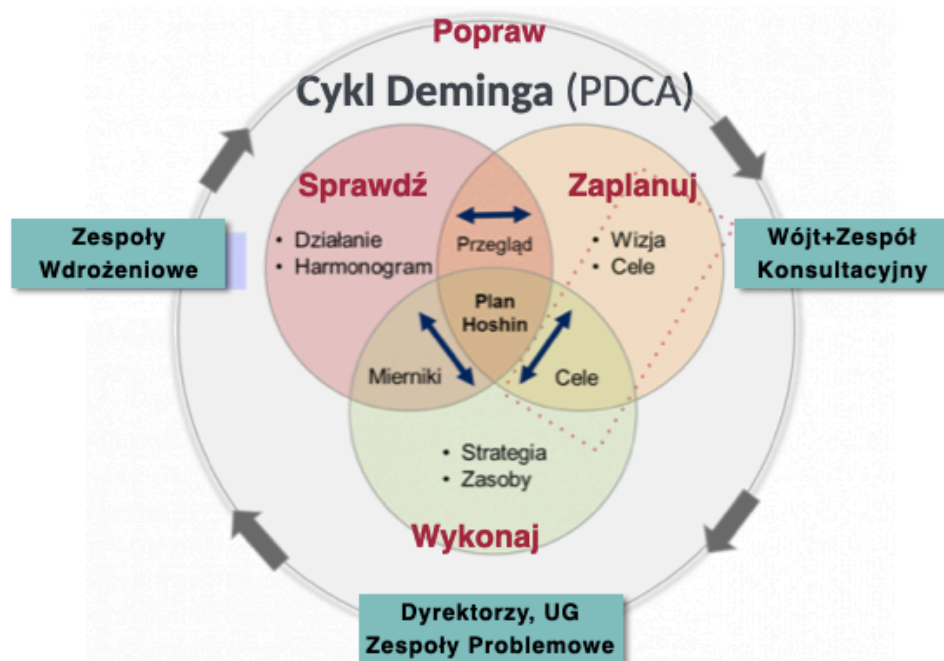 Popraw
Cykl Deminga (PDCA)
Sprawdź
Zaplanuj
• Działanie
• Harmonogram
Przegląd
• Wizja
• Cele
Zespoły
Wdrożeniowe
Wójt+Zespół
Konsultacyjny
Plan
Hoshin
Mierniki
Cele
• Strategia
• Zasoby
Wykonaj
Dyrektorzy, UG
Zespoły Problemowe